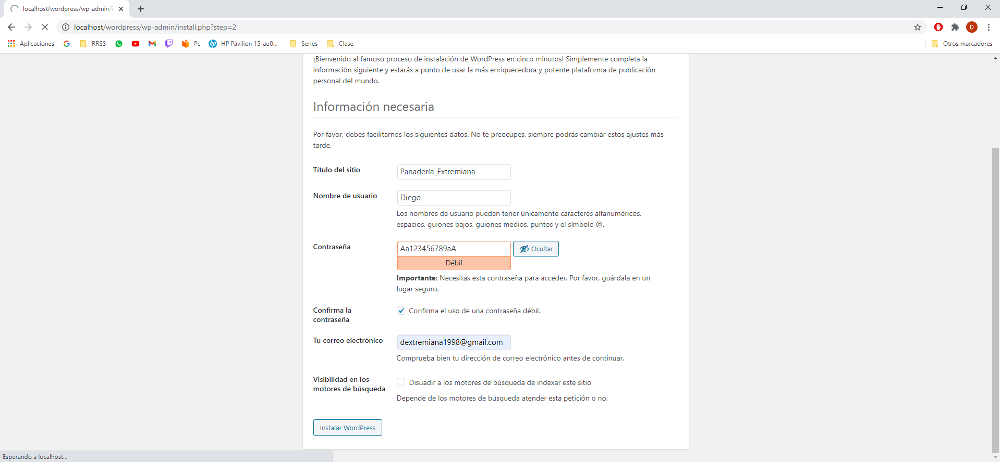 localhost/wordpress/wp-admin/i
localhost/wordpress/wp-admin/install.php?step=2
D
Aplicaciones
RRSS
Pc
HP Pavilion 15-au0...
Series
Clase
Otros marcadores
¡Bienvenido al famoso proceso de instalación de WordPress en cinco minutos! Simplemente completa la
información siguiente y estarás a punto de usar la más enriquecedora y potente plataforma de publicación
personal del mundo.
Información necesaria
Por favor, debes facilitarnos los siguientes datos. No te preocupes, siempre podrás cambiar estos ajustes más
tarde.
Título del sitio
Panadería_Extremiana
Nombre de usuario
Diego
Los nombres de usuario pueden tener únicamente caracteres alfanuméricos,
espacios, guiones bajos, guiones medios, puntos y el símbolo @.
Contraseña
Aa123456789aA
Ocultar
Débil
Importante: Necesitas esta contraseña para acceder. Por favor, guárdala en un
lugar seguro.
Confirma la
contraseña
Confirma el uso de una contraseña débil.
Tu correo electrónico
dextremiana1998@gmail.com
Comprueba bien tu dirección de correo electrónico antes de continuar.
Visibilidad en los
motores de búsqueda
Disuadir a los motores de búsqueda de indexar este sitio
Depende de los motores de búsqueda atender esta petición o no.
Instalar WordPress
Esperando a localhost...